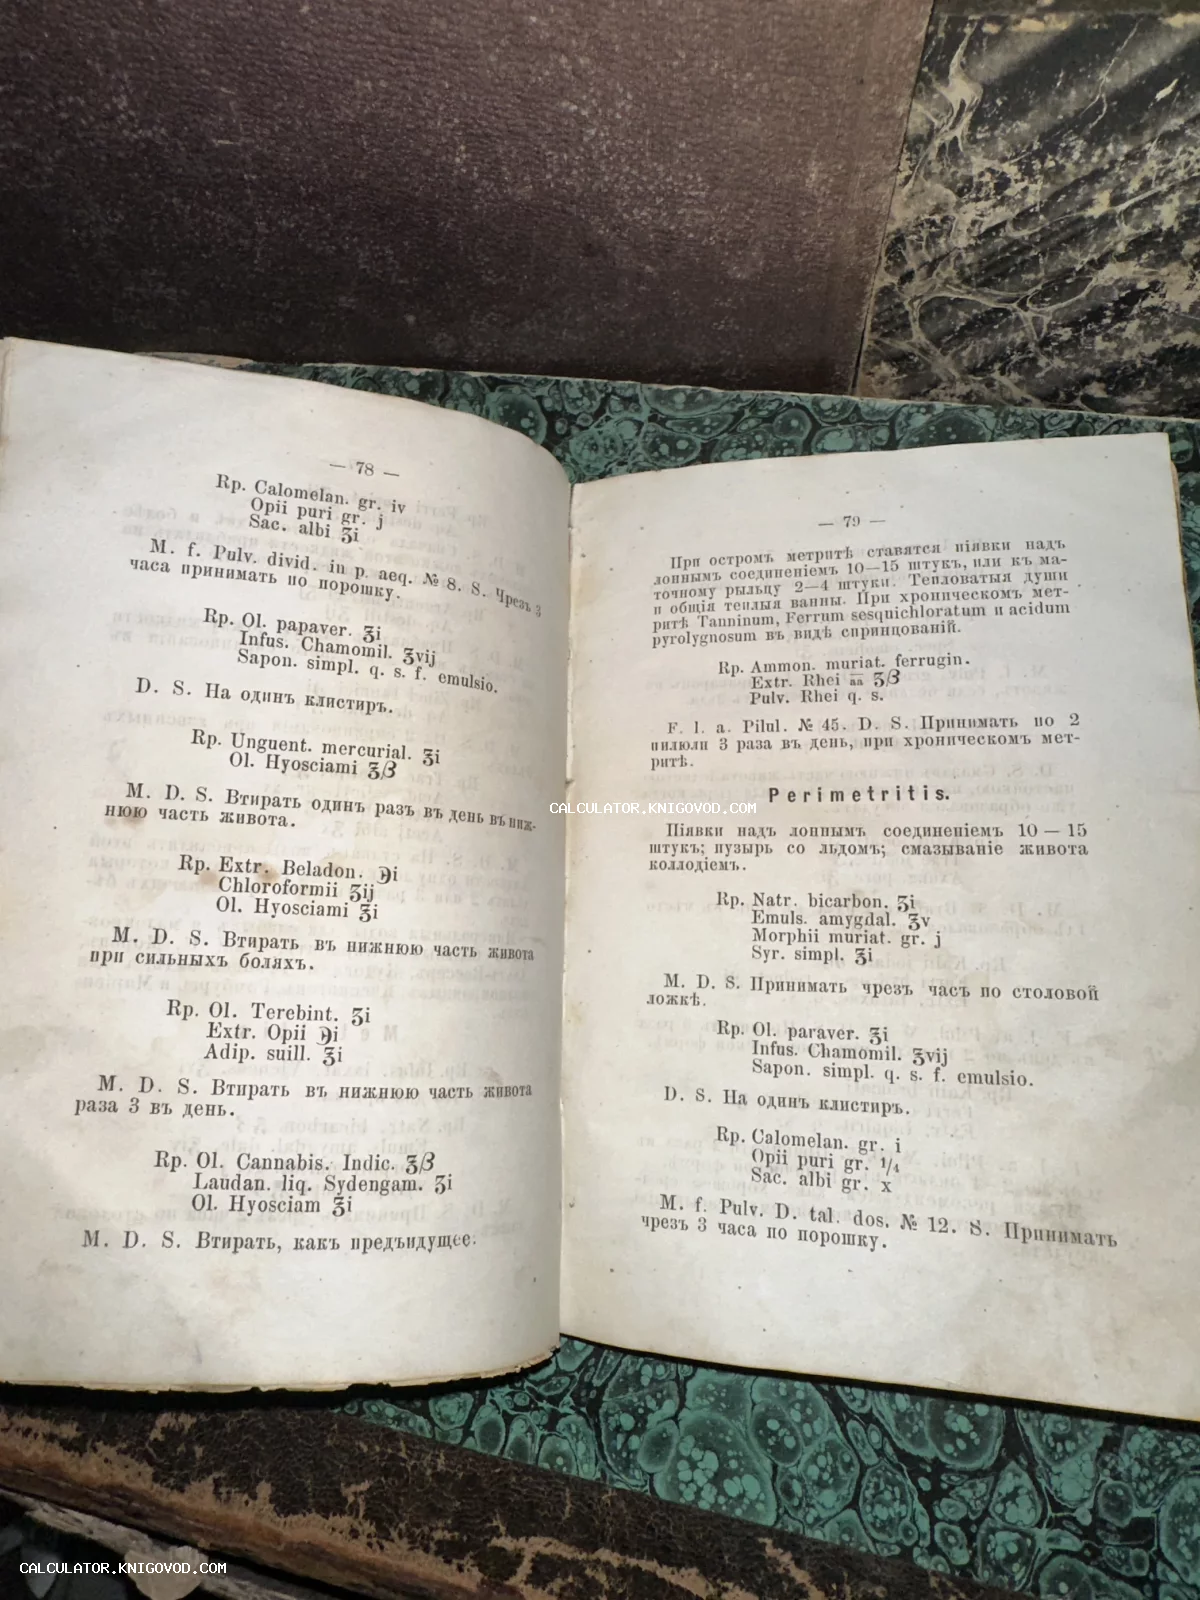 — 78 —
Rp. Calomelan. gr. iv
Opii puri gr. j
Sac. albi ʒi
M. f. Pulv. divid. in p. aeq. № 8. S. Чрезъ 3
часа принимать по порошку.
Rp. Ol. papaver. ℥i
Infus. Chamomil. ℥vij
Sapon. simpl. q. s. f. emulsio.
D. S. На одинъ клистиръ.
Rp. Unguent. mercurial. ℥i
Ol. Hyosciami ℥β
M. D. S. Втирать одинъ разъ въ день въ ниж-
нюю часть живота.
Rp. Extr. Beladon. ℈i
Chloroformii ʒij
Ol. Hyosciami ℥i
M. D. S. Втирать въ нижнюю часть живота
при сильныхъ боляхъ.
Rp. Ol. Terebint. ʒi
Extr. Opii ℈i
Adip. suill. ℥i
M. D. S. Втирать въ нижнюю часть живота
раза 3 въ день.
Rp. Ol. Cannabis. Indic. ℥β
Laudan. liq. Sydengam. ʒi
Ol. Hyosciam ℥i
M. D. S. Втирать, какъ предъидущее.
— 79 —
При остромъ метритѣ ставятся піявки надъ
лоннымъ соединеніемъ 10—15 штукъ, или къ ма-
точному рыльцу 2—4 штуки. Тепловатыя души
и общія теплыя ванны. При хроническомъ мет-
ритѣ Tanninum, Ferrum sesquichloratum и acidum
pyrolygnosum въ видѣ спринцованій.
Rp. Ammon. muriat. ferrugin.
Extr. Rhei a͞a ℥β
Pulv. Rhei q. s.
F. l. a. Pilul. № 45. D. S. Принимать по 2
пилюли 3 раза въ день, при хроническомъ мет-
ритѣ.
Perimetritis.
Піявки надъ лоннымъ соединеніемъ 10 — 15
штукъ; пузырь со льдомъ; смазываніе живота
коллодіемъ.
Rp. Natr. bicarbon. ʒi
Emuls. amygdal. ℥v
Morphii muriat. gr. j
Syr. simpl. ℥i
M. D. S. Принимать чрезъ часъ по столовой
ложкѣ.
Rp. Ol. paraver. ℥i
Infus. Chamomil. ℥vij
Sapon. simpl. q. s. f. emulsio.
D. S. На одинъ клистиръ.
Rp. Calomelan. gr. i
Opii puri gr. ¼
Sac. albi gr. x
M. f. Pulv. D. tal. dos. № 12. S. Принимать
чрезъ 3 часа по порошку.
CALCULATOR.KNIGOVOD.COM
CALCULATOR.KNIGOVOD.COM